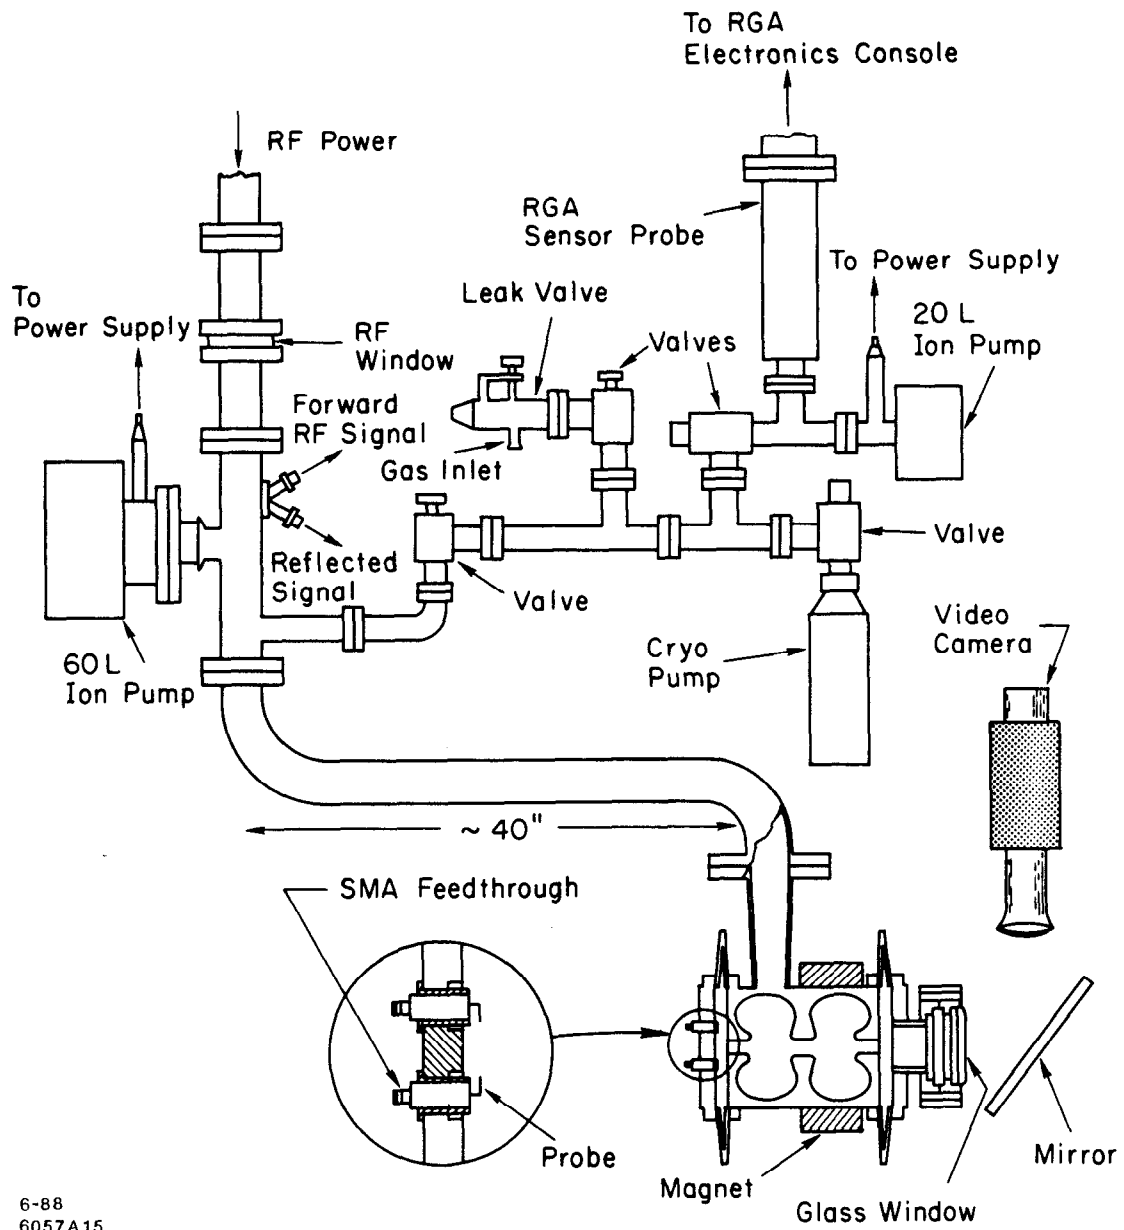 To RGA
Electronics Console
RF Power
RGA
Sensor Probe
To Power Supply
To
Power Supply
Leak Valve
20 L
Ion Pump
RF
Window
Valves
Forward
RF Signal
Gas Inlet
Reflected
Signal
Valve
Valve
Video
Camera
60 L
Ion Pump
Cryo
Pump
~ 40"
SMA Feedthrough
Probe
Magnet
Mirror
Glass Window
6-88
6057A15